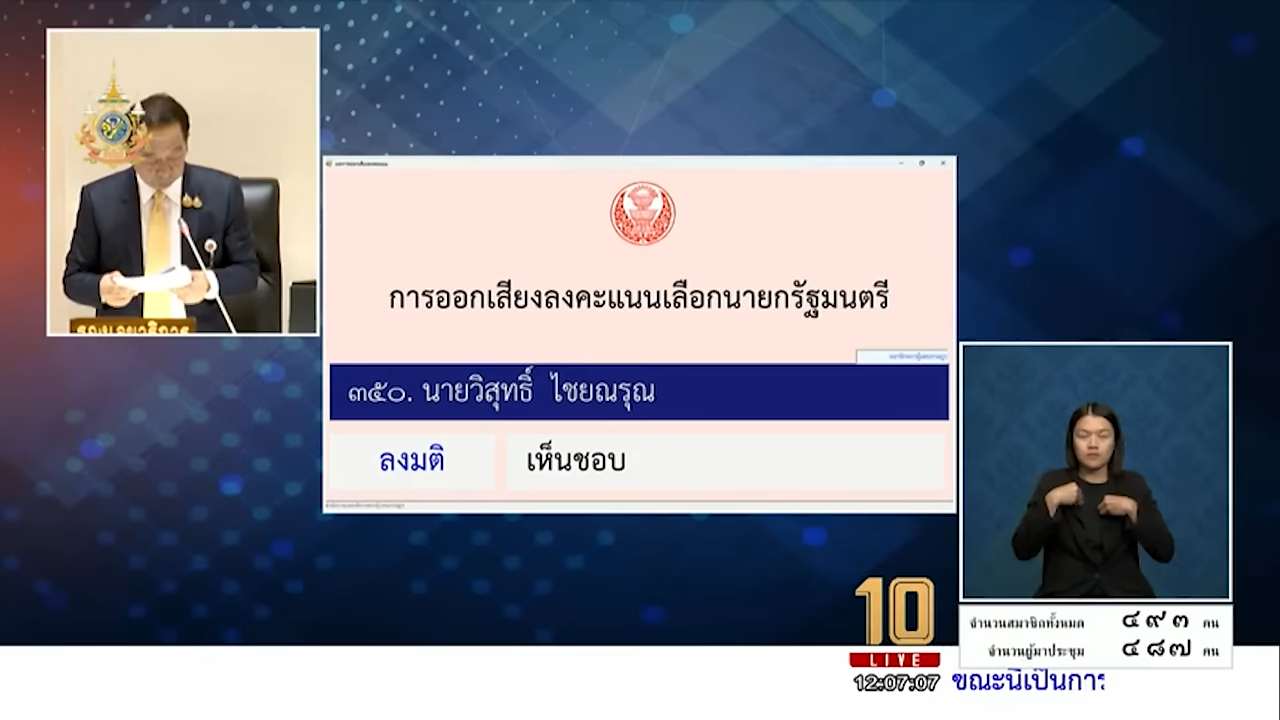 การออกเสียงลงคะแนนเลือกนายกรัฐมนตรี
๓๕๐. นายวิสุทธิ์ ไชยณรุณ
ลงมติ
เห็นชอบ
จำนวนสมาชิกทั้งหมด ๔๙๓ คน
จำนวนผู้มาประชุม ๔๘๗ คน
10
LIVE
12:07:07
ขณะนี้เป็นการ